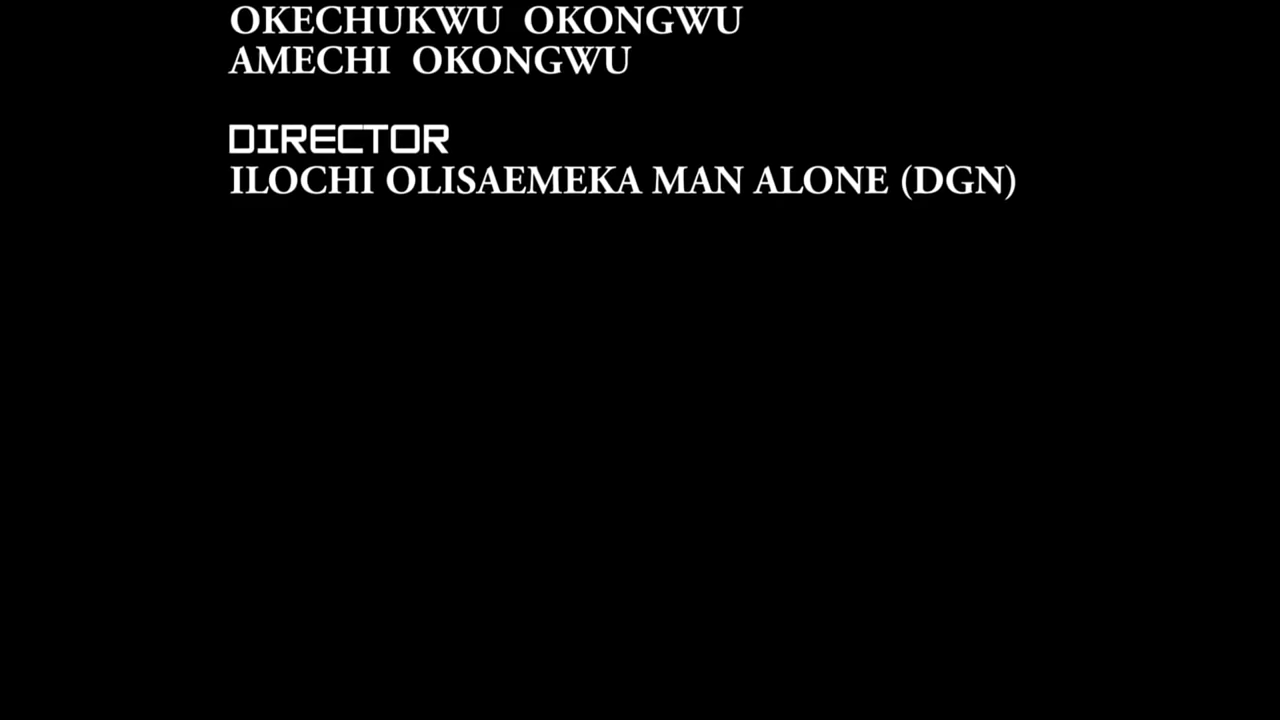 OKECHUKWU OKONGWU
AMECHI OKONGWU
DIRECTOR
ILOCHI OLISAEMEKA MAN ALONE (DGN)